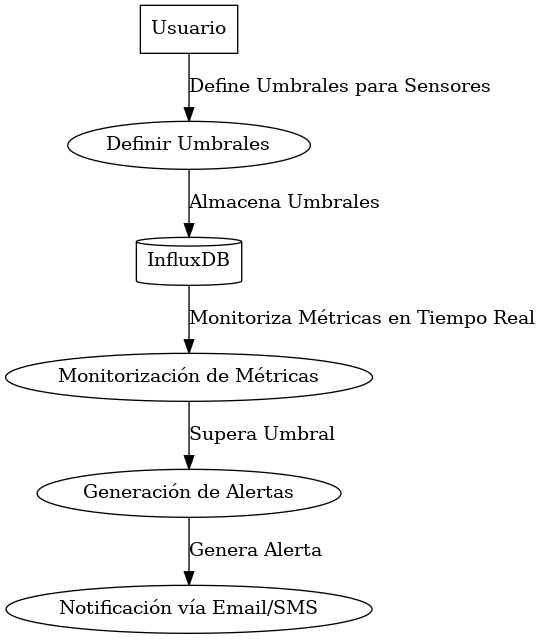 Usuario
Define Umbrales para Sensores
Definir Umbrales
Almacena Umbrales
InfluxDB
Monitoriza Métricas en Tiempo Real
Monitorización de Métricas
Supera Umbral
Generación de Alertas
Genera Alerta
Notificación vía Email/SMS